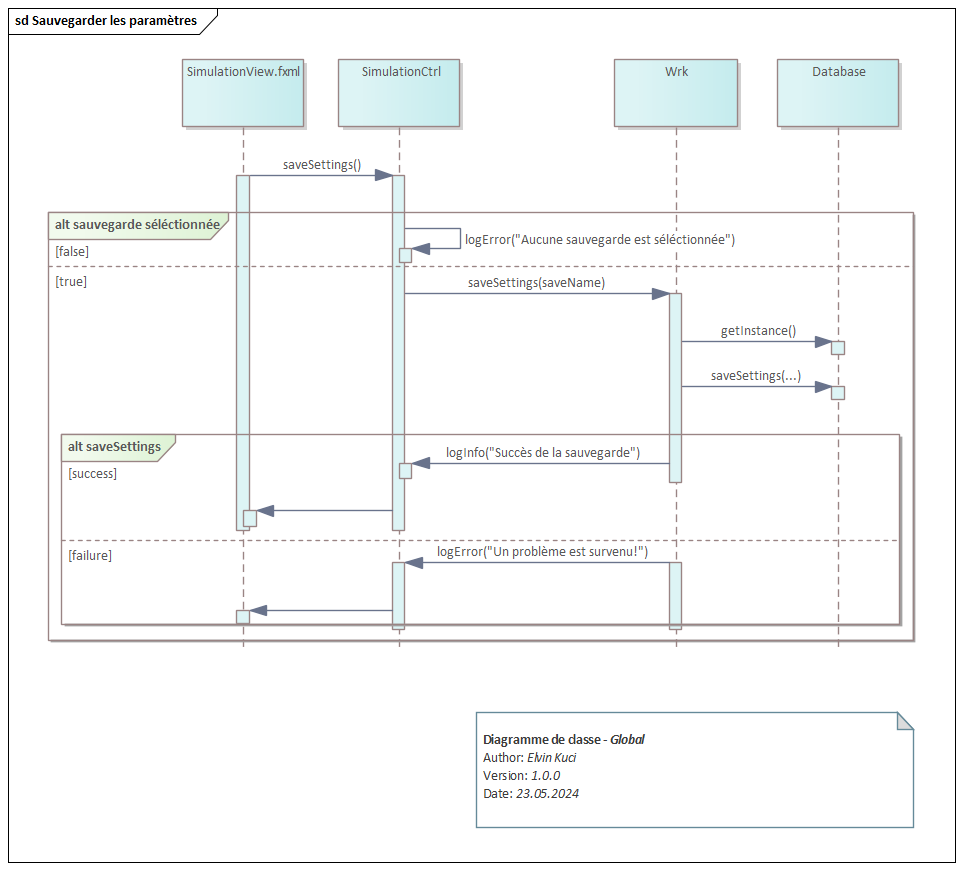 sd Sauvegarder les paramètres
SimulationView.fxml
SimulationCtrl
Wrk
Database
saveSettings()
alt sauvegarde séléctionnée
logError("Aucune sauvegarde est séléctionnée")
[false]
[true]
saveSettings(saveName)
getInstance()
saveSettings(...)
alt saveSettings
logInfo("Succès de la sauvegarde")
[success]
logError("Un problème est survenu!")
[failure]
Diagramme de classe - Global
Author: Elvin Kuci
Version: 1.0.0
Date: 23.05.2024